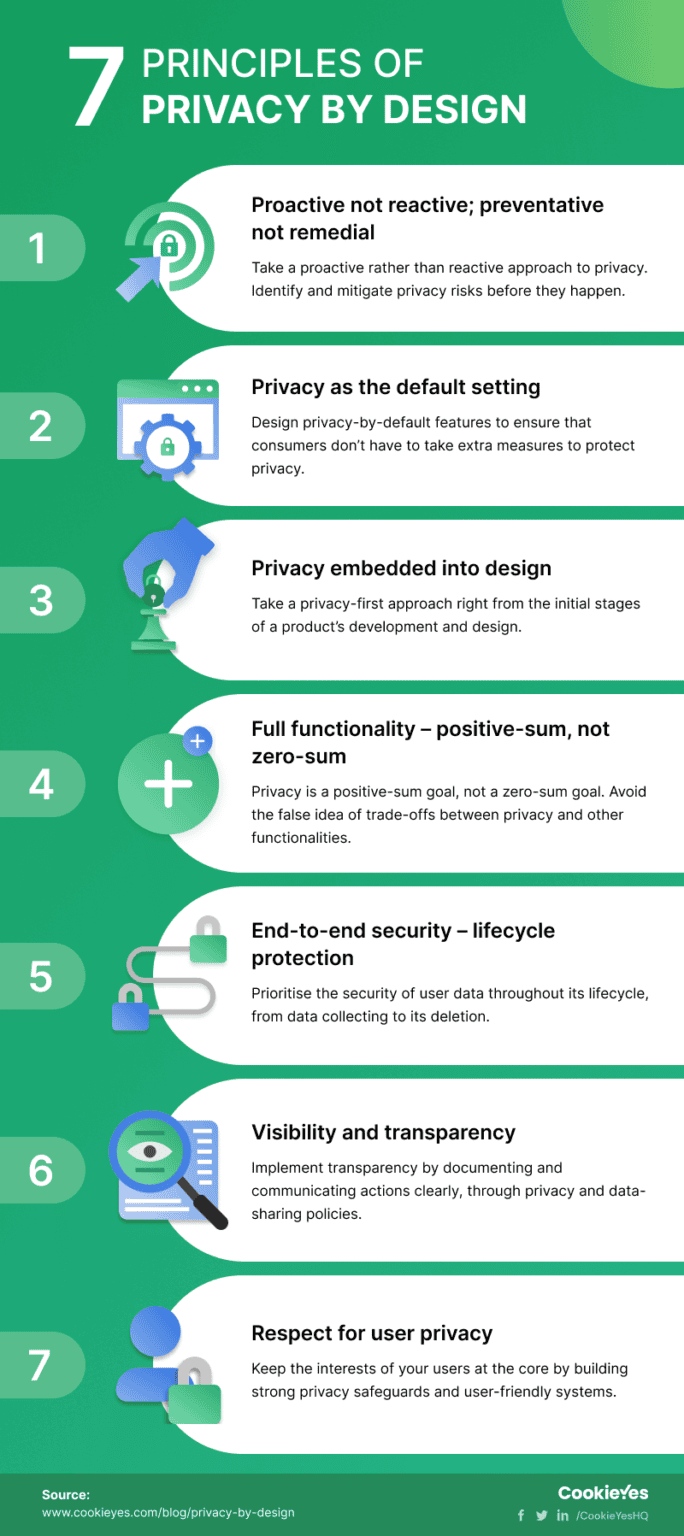 7 PRINCIPLES OF
PRIVACY BY DESIGN
1
Proactive not reactive; preventative
not remedial
Take a proactive rather than reactive approach to privacy.
Identify and mitigate privacy risks before they happen.
2
Privacy as the default setting
Design privacy-by-default features to ensure that
consumers don’t have to take extra measures to protect
privacy.
3
Privacy embedded into design
Take a privacy-first approach right from the initial stages
of a product’s development and design.
4
Full functionality – positive-sum, not
zero-sum
Privacy is a positive-sum goal, not a zero-sum goal. Avoid
the false idea of trade-offs between privacy and other
functionalities.
5
End-to-end security – lifecycle
protection
Prioritise the security of user data throughout its lifecycle,
from data collecting to its deletion.
6
Visibility and transparency
Implement transparency by documenting and
communicating actions clearly, through privacy and data-
sharing policies.
7
Respect for user privacy
Keep the interests of your users at the core by building
strong privacy safeguards and user-friendly systems.
Source:
www.cookieyes.com/blog/privacy-by-design
CookieYes
/CookieYesHQ